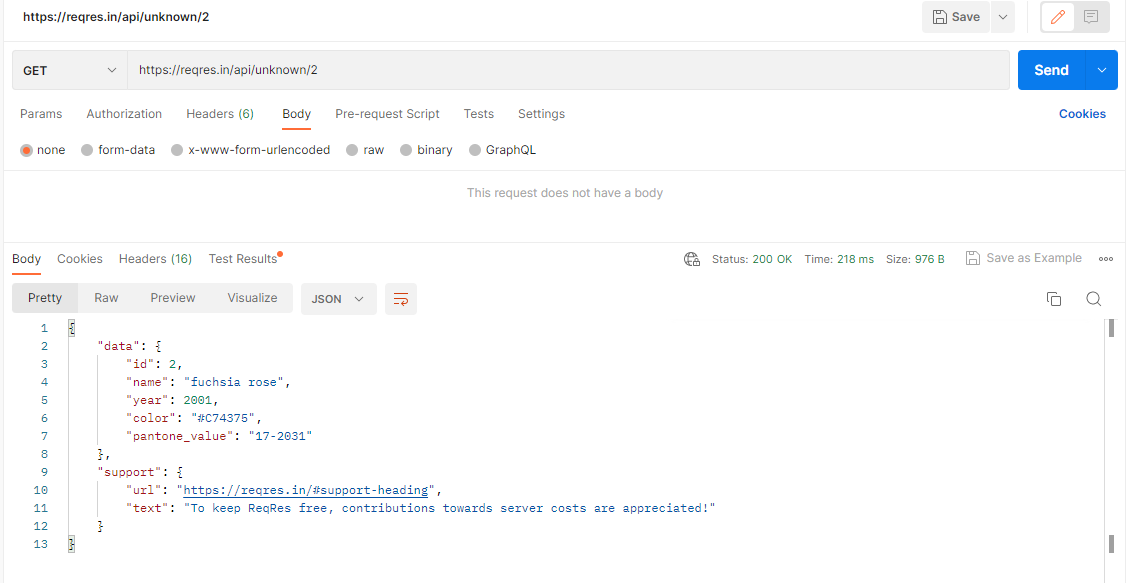 https://reqres.in/api/unknown/2
Save
GET
https://reqres.in/api/unknown/2
Send
Params Authorization Headers (6) Body Pre-request Script Tests Settings Cookies
none form-data x-www-form-urlencoded raw binary GraphQL
This request does not have a body
Body Cookies Headers (16) Test Results Status: 200 OK Time: 218 ms Size: 976 B Save as Example
Pretty Raw Preview Visualize JSON
1 {
2 "data": {
3 "id": 2,
4 "name": "fuchsia rose",
5 "year": 2001,
6 "color": "#C74375",
7 "pantone_value": "17-2031"
8 },
9 "support": {
10 "url": "https://reqres.in/#support-heading",
11 "text": "To keep ReqRes free, contributions towards server costs are appreciated!"
12 }
13 }